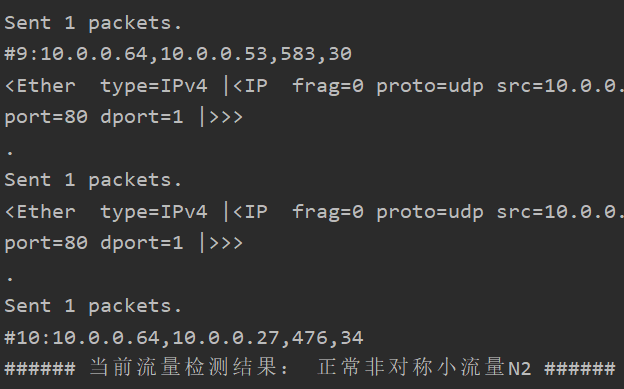 Sent 1 packets.
#9:10.0.0.64,10.0.0.53,583,30
<Ether  type=IPv4 |<IP  frag=0 proto=udp src=10.0.0.
port=80 dport=1 |>>>
.
Sent 1 packets.
<Ether  type=IPv4 |<IP  frag=0 proto=udp src=10.0.0.
port=80 dport=1 |>>>
.
Sent 1 packets.
#10:10.0.0.64,10.0.0.27,476,34
###### 当前流量检测结果： 正常非对称小流量N2 ######